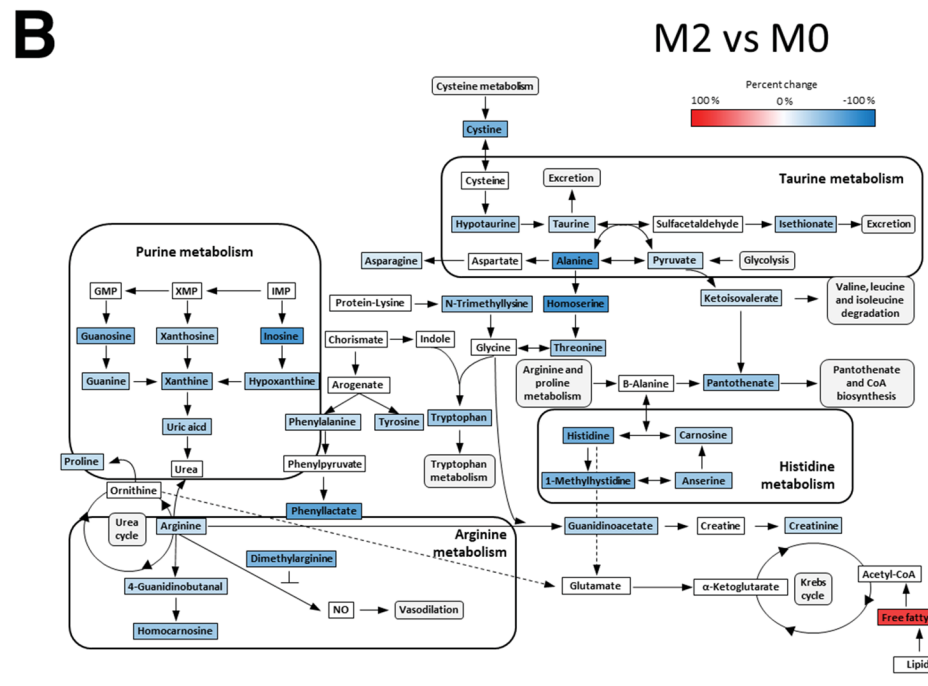 B
M2 vs M0
Percent change
100 % 0 % -100 %
Cysteine metabolism
Cystine
Cysteine
Excretion
Taurine metabolism
Hypotaurine
Taurine
Sulfacetaldehyde
Isethionate
Excretion
Asparagine
Aspartate
Alanine
Pyruvate
Glycolysis
Purine metabolism
GMP
XMP
IMP
Guanosine
Xanthosine
Inosine
Guanine
Xanthine
Hypoxanthine
Uric aicd
Urea
Protein-Lysine
N-Trimethyllysine
Homoserine
Ketoisovalerate
Valine, leucine
and isoleucine
degradation
Chorismate
Indole
Glycine
Threonine
Arogenate
Arginine and
proline
metabolism
B-Alanine
Pantothenate
Pantothenate
and CoA
biosynthesis
Phenylalanine
Tyrosine
Tryptophan
Phenylpyruvate
Tryptophan
metabolism
Phenyllactate
Histidine
Carnosine
1-Methylhystidine
Anserine
Histidine
metabolism
Proline
Ornithine
Urea
cycle
Arginine
Arginine
metabolism
Dimethylarginine
4-Guanidinobutanal
NO
Vasodilation
Homocarnosine
Guanidinoacetate
Creatine
Creatinine
Glutamate
α-Ketoglutarate
Krebs
cycle
Acetyl-CoA
Free fatty
Lipid